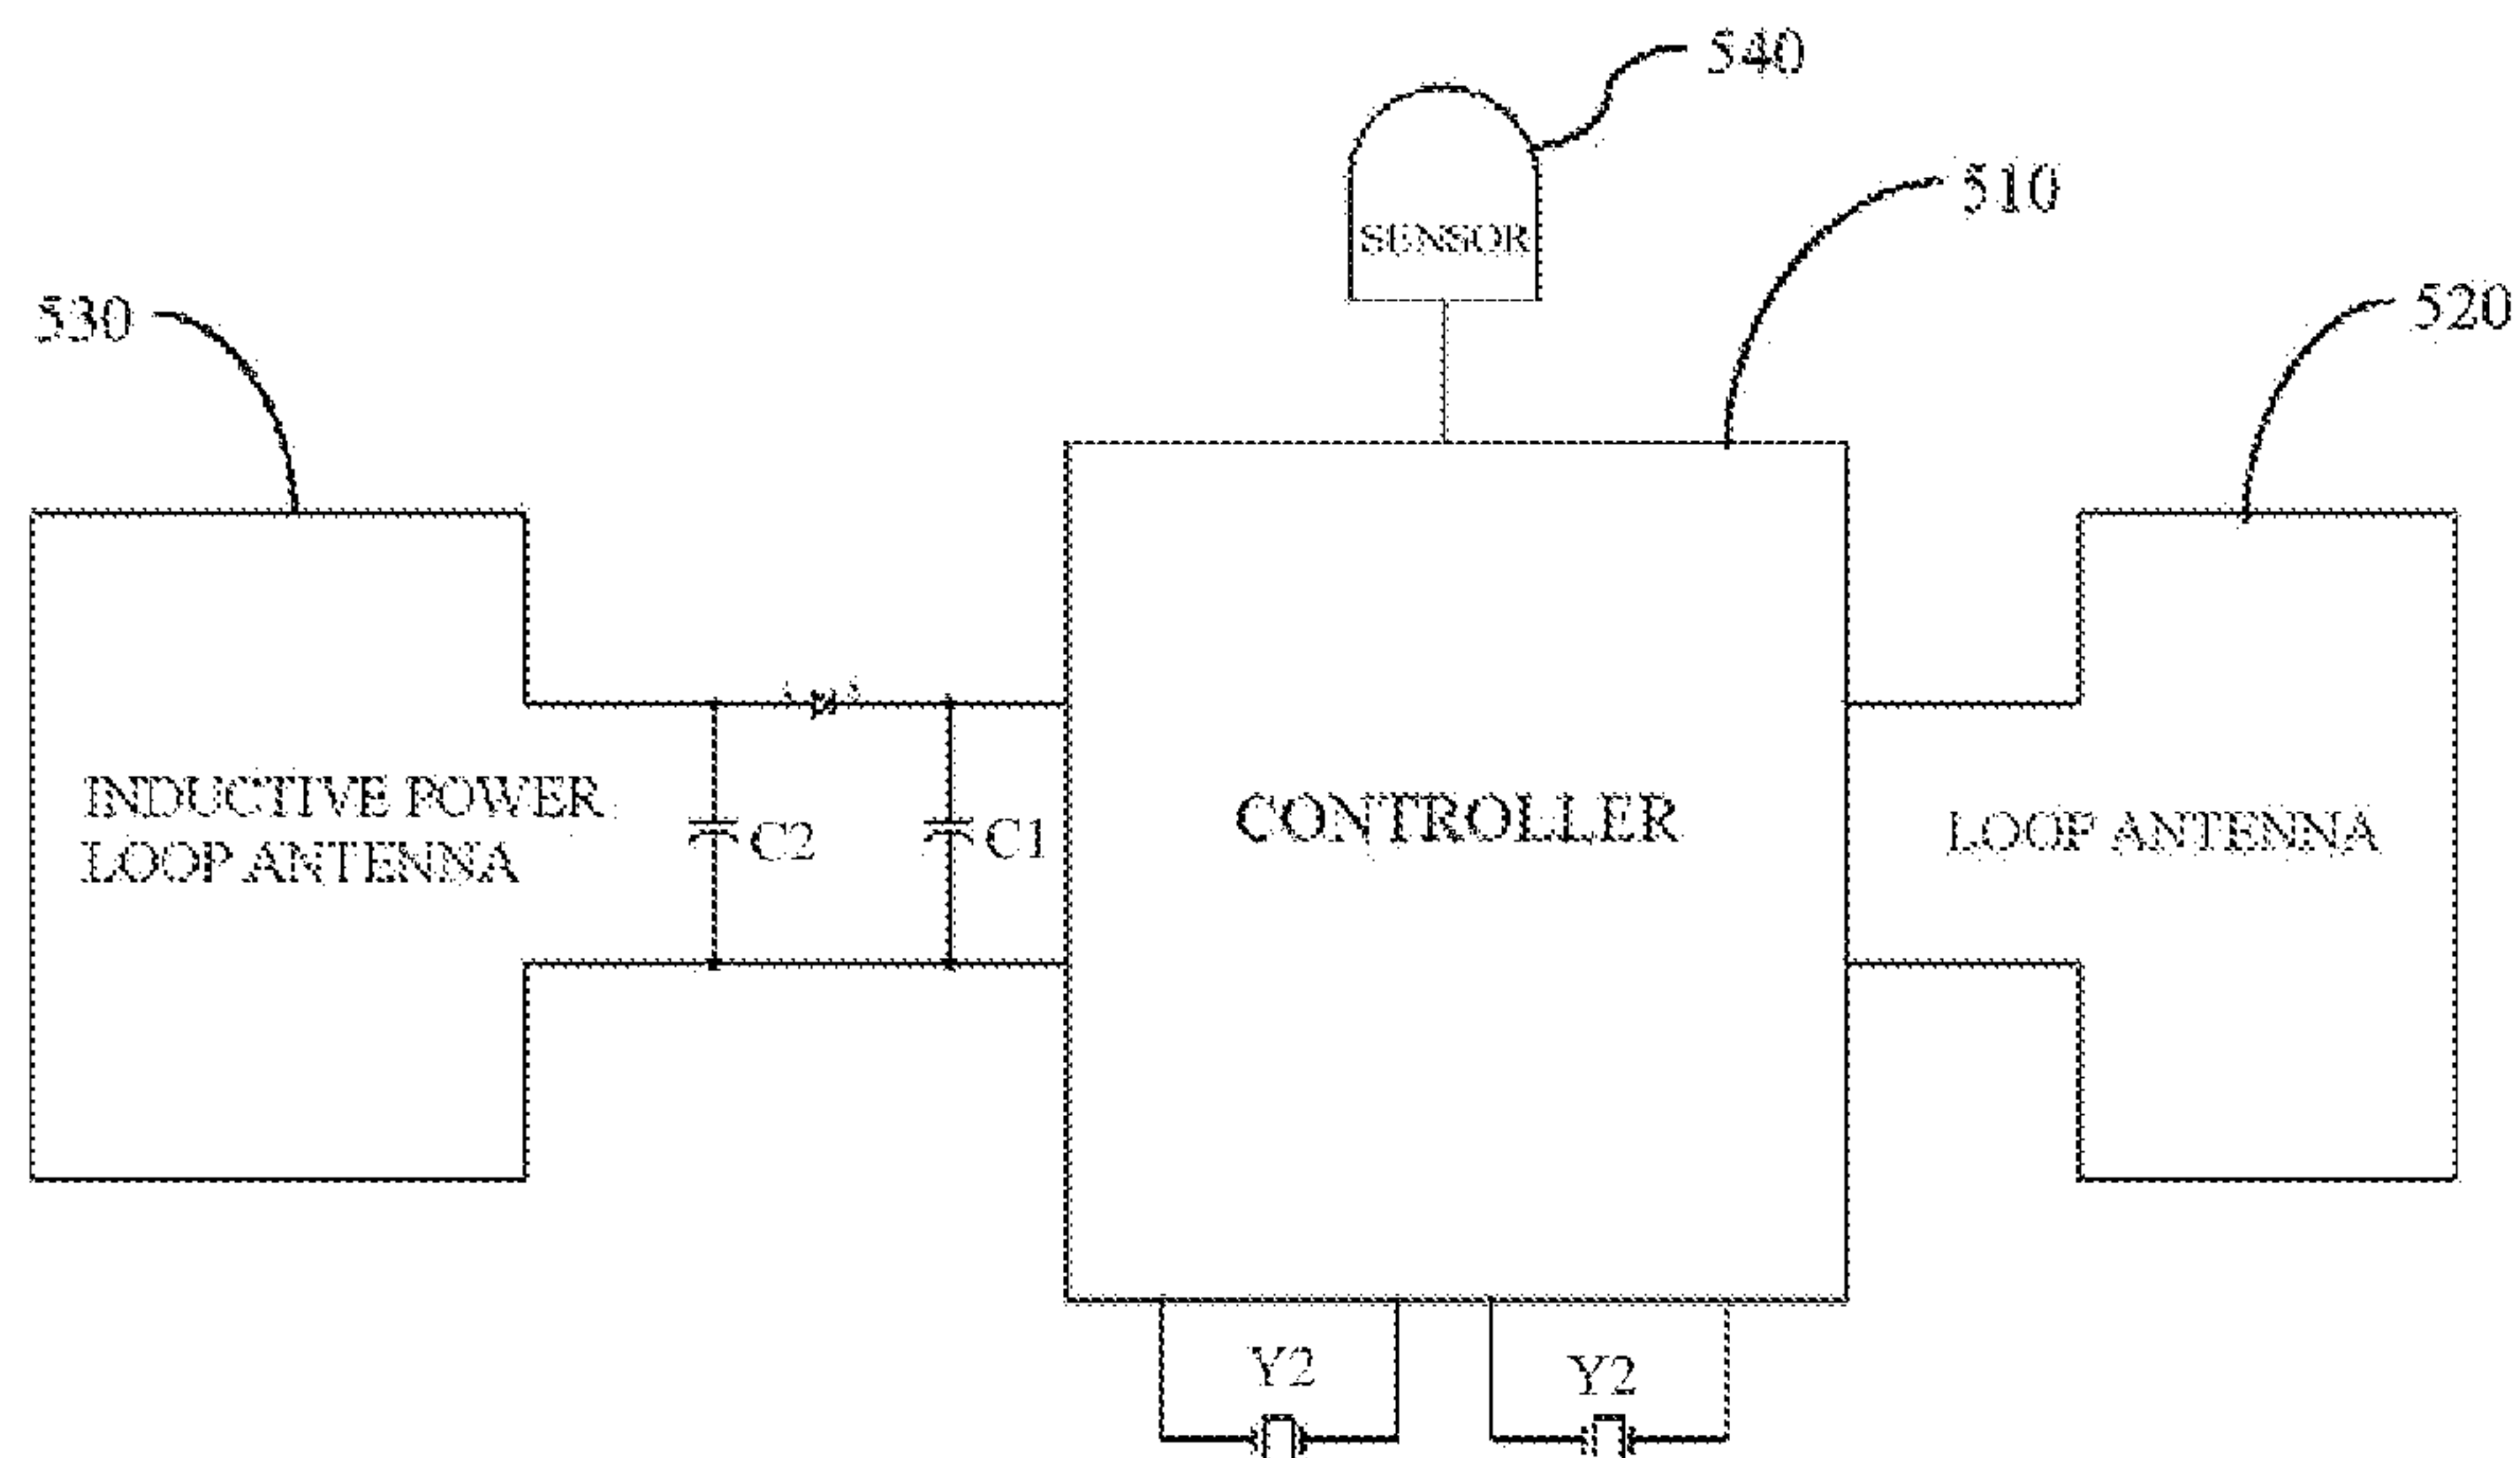 540
510
SENSOR
530
520
INDUCTIVE POWER
LOOP ANTENNA
C2
C1
CONTROLLER
LOOP ANTENNA
Y2
Y2